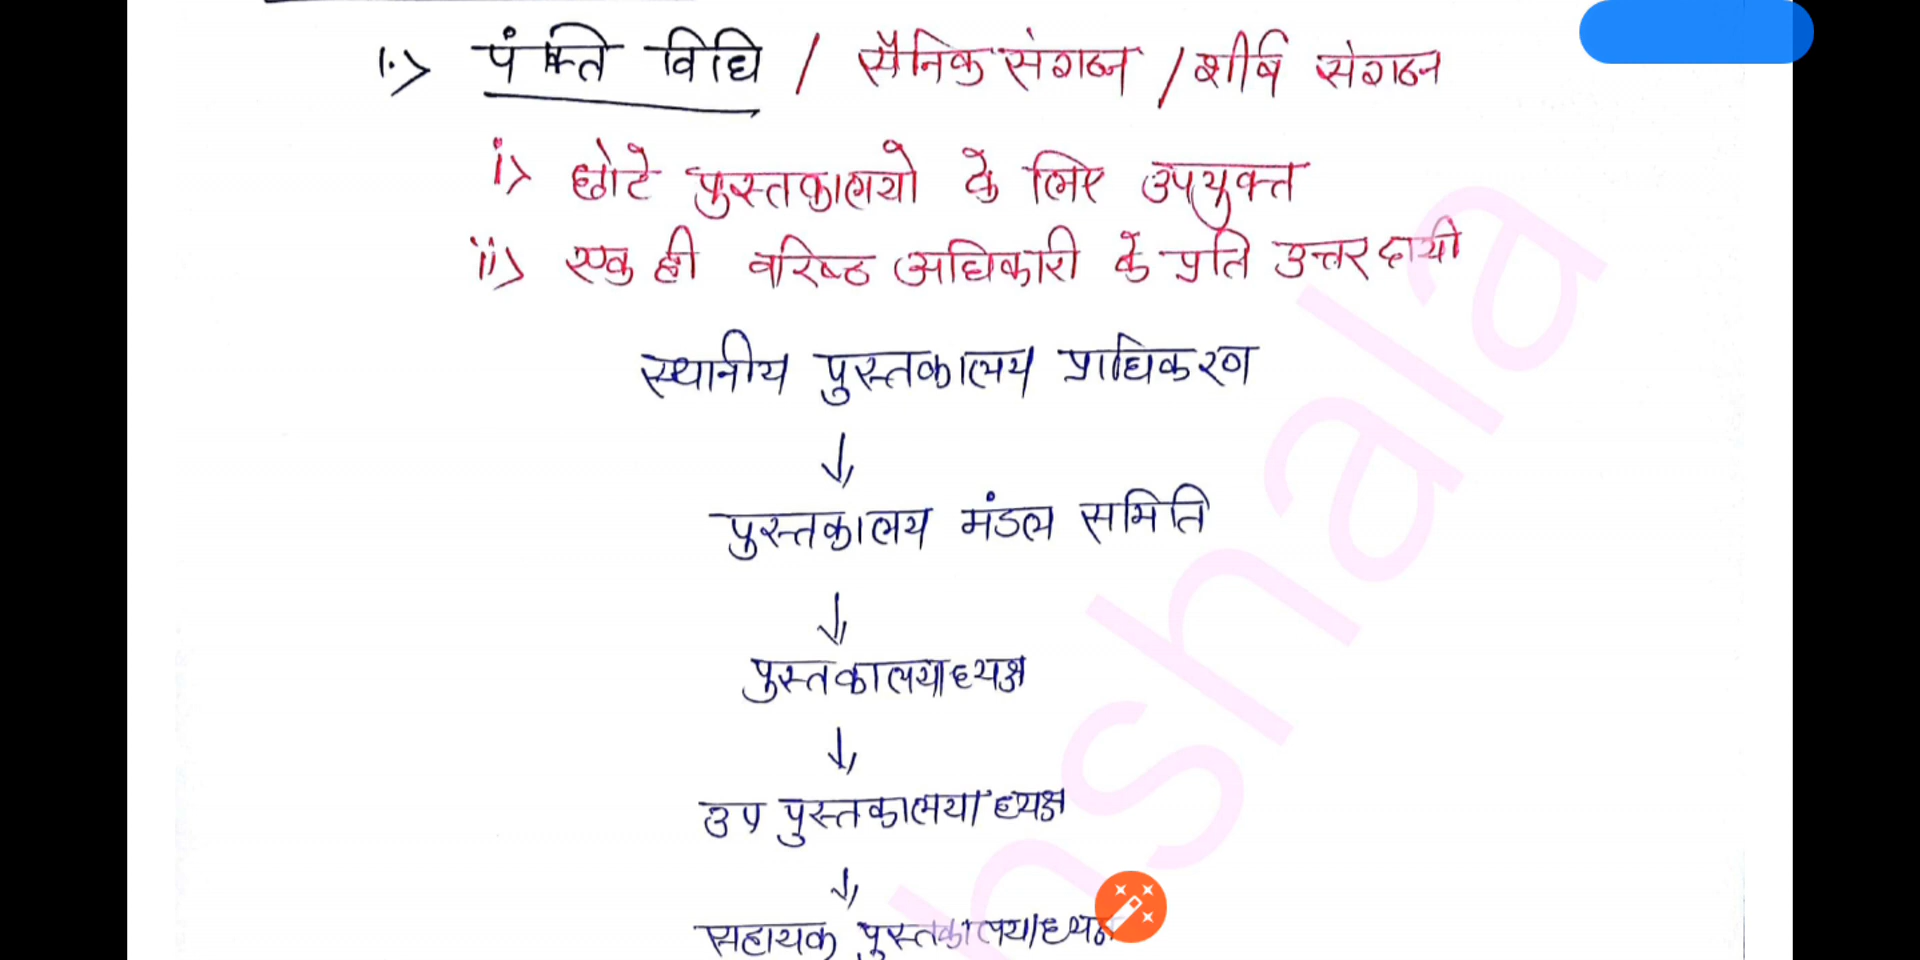 1.> पंक्ति विधि / सैनिक संगठन / शीर्ष संगठन
i> छोटे पुस्तकालयो के लिए उपयुक्त
ii> एक ही वरिष्ठ अधिकारी के प्रति उत्तरदायी
स्थानीय पुस्तकालय प्राधिकरण
↓
पुस्तकालय मंडल समिति
↓
पुस्तकालयाध्यक्ष
↓
उप पुस्तकालयाध्यक्ष
↓
सहायक पुस्तकालयाध्यक्ष
hshala